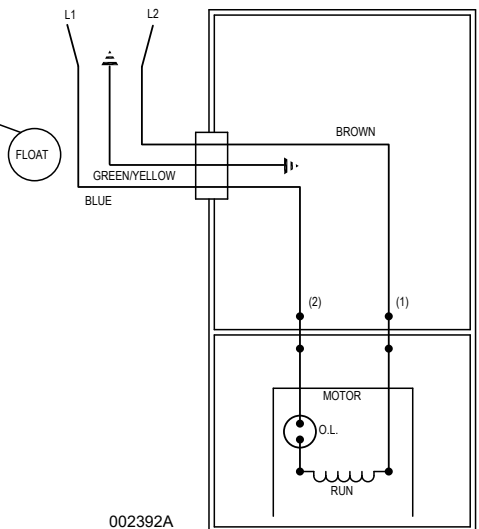 L1
L2
FLOAT
BROWN
GREEN/YELLOW
BLUE
(2)
(1)
MOTOR
O.L.
RUN
002392A